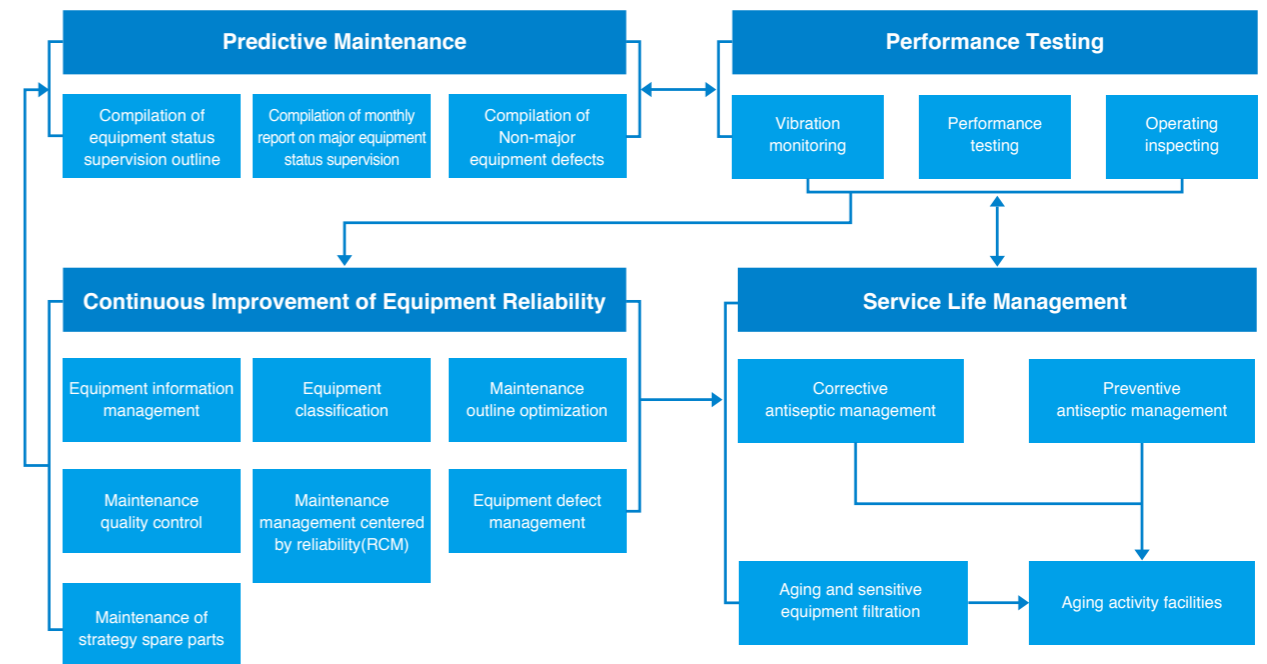 Predictive Maintenance
Performance Testing
Compilation of
equipment status
supervision outline
Compilation of monthly
report on major equipment
status supervision
Compilation of
Non-major
equipment defects
Vibration
monitoring
Performance
testing
Operating
inspecting
Continuous Improvement of Equipment Reliability
Service Life Management
Equipment information
management
Equipment
classification
Maintenance
outline optimization
Corrective
antiseptic management
Preventive
antiseptic management
Maintenance
quality control
Maintenance
management centered
by reliability(RCM)
Equipment defect
management
Aging and sensitive
equipment filtration
Aging activity facilities
Maintenance of
strategy spare parts